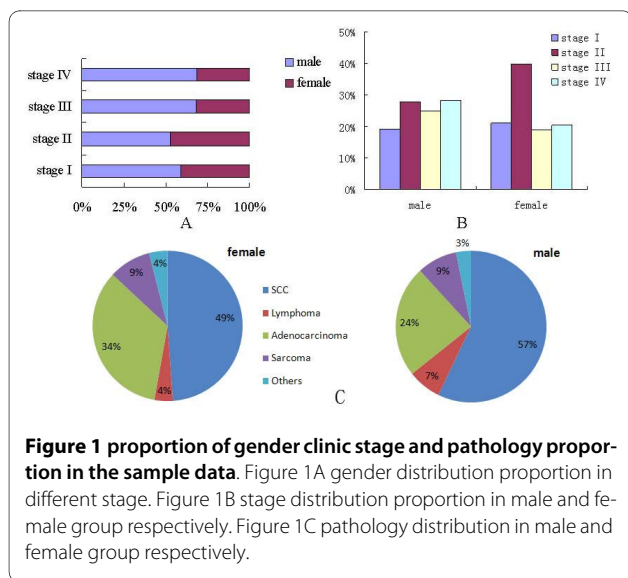 stage IV
stage III
stage II
stage I
0% 25% 50% 75% 100%
male
female
A
50%
40%
30%
20%
10%
0%
male female
stage I
stage II
stage III
stage IV
B
female
49%
4%
34%
9%
4%
SCC
Lymphoma
Adenocarcinoma
Sarcoma
Others
male
57%
7%
24%
9%
3%
C
Figure 1 proportion of gender clinic stage and pathology propor-
tion in the sample data. Figure 1A gender distribution proportion in
different stage. Figure 1B stage distribution proportion in male and fe-
male group respectively. Figure 1C pathology distribution in male and
female group respectively.